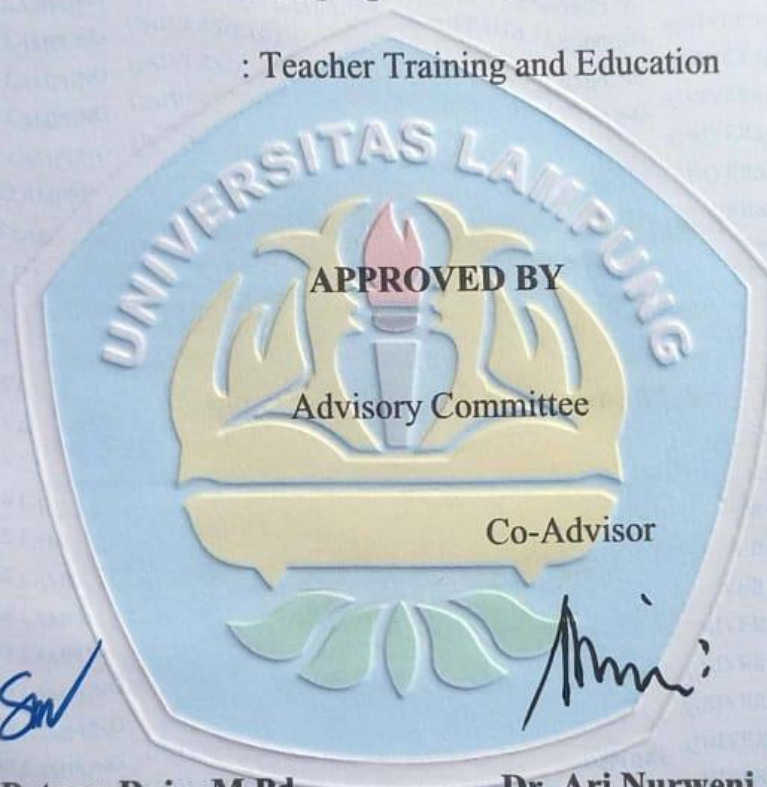 : Teacher Training and Education
UNIVERSITAS LAMPUNG
APPROVED BY
Advisory Committee
Co-Advisor
Dr. Ari Nurweni